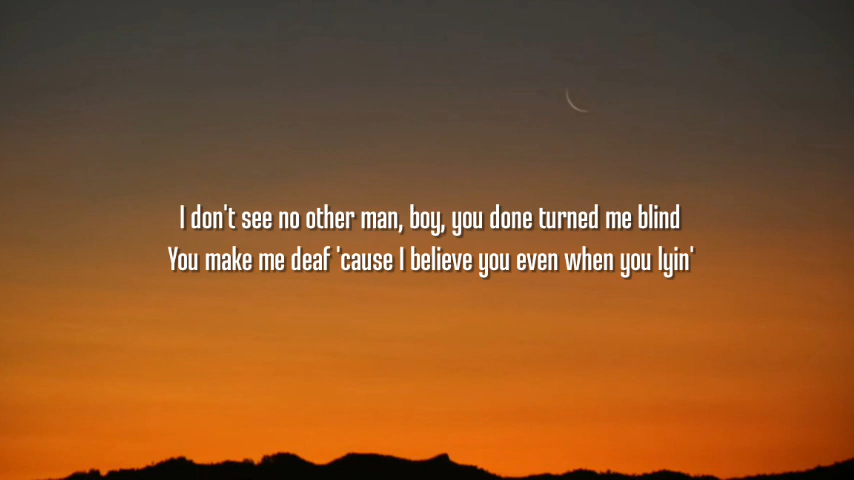 I don't see no other man, boy, you done turned me blind
You make me deaf 'cause I believe you even when you lyin'